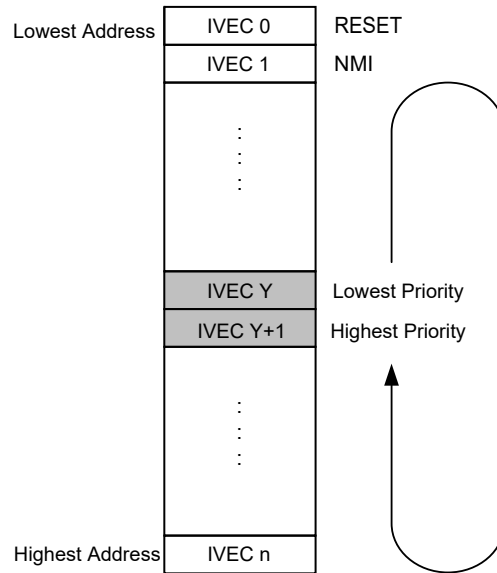 Lowest Address IVEC 0 RESET
IVEC 1 NMI
⋮
IVEC Y Lowest Priority
IVEC Y+1 Highest Priority
⋮
Highest Address IVEC n